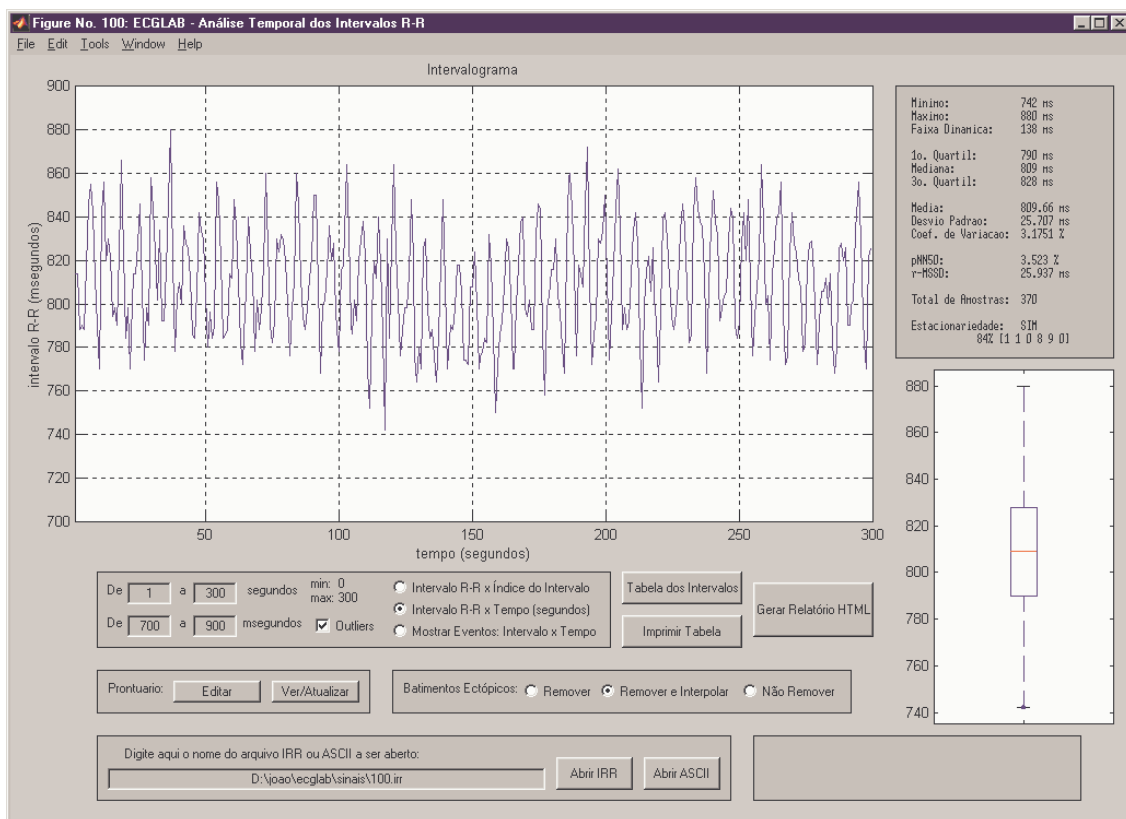 Figure No. 100: ECGLAB - Análise Temporal dos Intervalos R-R
File Edit Tools Window Help
Intervalograma
900
880
860
840
820
800
780
760
740
720
700
intervalo R-R (msegundos)
50 100 150 200 250 300
tempo (segundos)
Minimo: 742 ms
Maximo: 880 ms
Faixa Dinamica: 138 ms
1o. Quartil: 790 ms
Mediana: 809 ms
3o. Quartil: 828 ms
Media: 809.66 ms
Desvio Padrao: 25.707 ms
Coef. de Variacao: 3.1751 %
pNN50: 3.523 %
r-MSSD: 25.937 ms
Total de Amostras: 370
Estacionariedade: SIM
84% [1 1 0 8 9 0]
880
860
840
820
800
780
760
740
De 1 a 300 segundos min: 0
max: 300
De 700 a 900 msegundos Outliers
Intervalo R-R x Índice do Intervalo
Intervalo R-R x Tempo (segundos)
Mostrar Eventos: Intervalo x Tempo
Tabela dos Intervalos
Imprimir Tabela
Gerar Relatório HTML
Prontuario: Editar Ver/Atualizar
Batimentos Ectópicos: Remover Remover e Interpolar Não Remover
Digite aqui o nome do arquivo IRR ou ASCII a ser aberto:
D:\joao\ecglab\sinais\100.irr
Abrir IRR Abrir ASCII